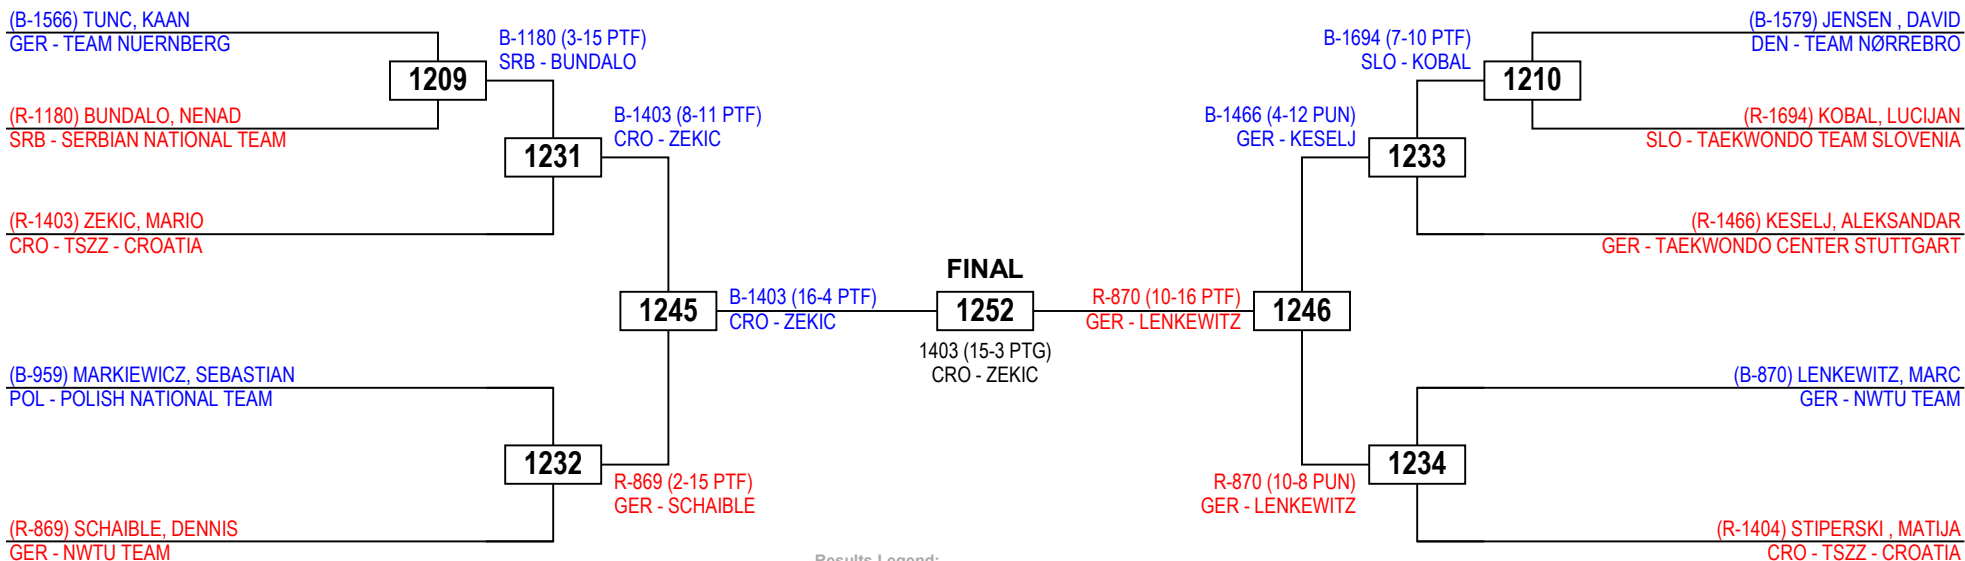 (B-1566) TUNC, KAAN
GER - TEAM NUERNBERG
(R-1180) BUNDALO, NENAD
SRB - SERBIAN NATIONAL TEAM
(R-1403) ZEKIC, MARIO
CRO - TSZZ - CROATIA
(B-959) MARKIEWICZ, SEBASTIAN
POL - POLISH NATIONAL TEAM
(R-869) SCHAIBLE, DENNIS
GER - NWTU TEAM
1209
B-1180 (3-15 PTF)
SRB - BUNDALO
1231
B-1403 (8-11 PTF)
CRO - ZEKIC
1232
R-869 (2-15 PTF)
GER - SCHAIBLE
1245
B-1403 (16-4 PTF)
CRO - ZEKIC
FINAL
1252
1403 (15-3 PTG)
CRO - ZEKIC
R-870 (10-16 PTF)
GER - LENKEWITZ
1246
B-1466 (4-12 PUN)
GER - KESELJ
1233
R-870 (10-8 PUN)
GER - LENKEWITZ
1234
B-1694 (7-10 PTF)
SLO - KOBAL
1210
(B-1579) JENSEN , DAVID
DEN - TEAM NØRREBRO
(R-1694) KOBAL, LUCIJAN
SLO - TAEKWONDO TEAM SLOVENIA
(R-1466) KESELJ, ALEKSANDAR
GER - TAEKWONDO CENTER STUTTGART
(B-870) LENKEWITZ, MARC
GER - NWTU TEAM
(R-1404) STIPERSKI , MATIJA
CRO - TSZZ - CROATIA
Results Legend: